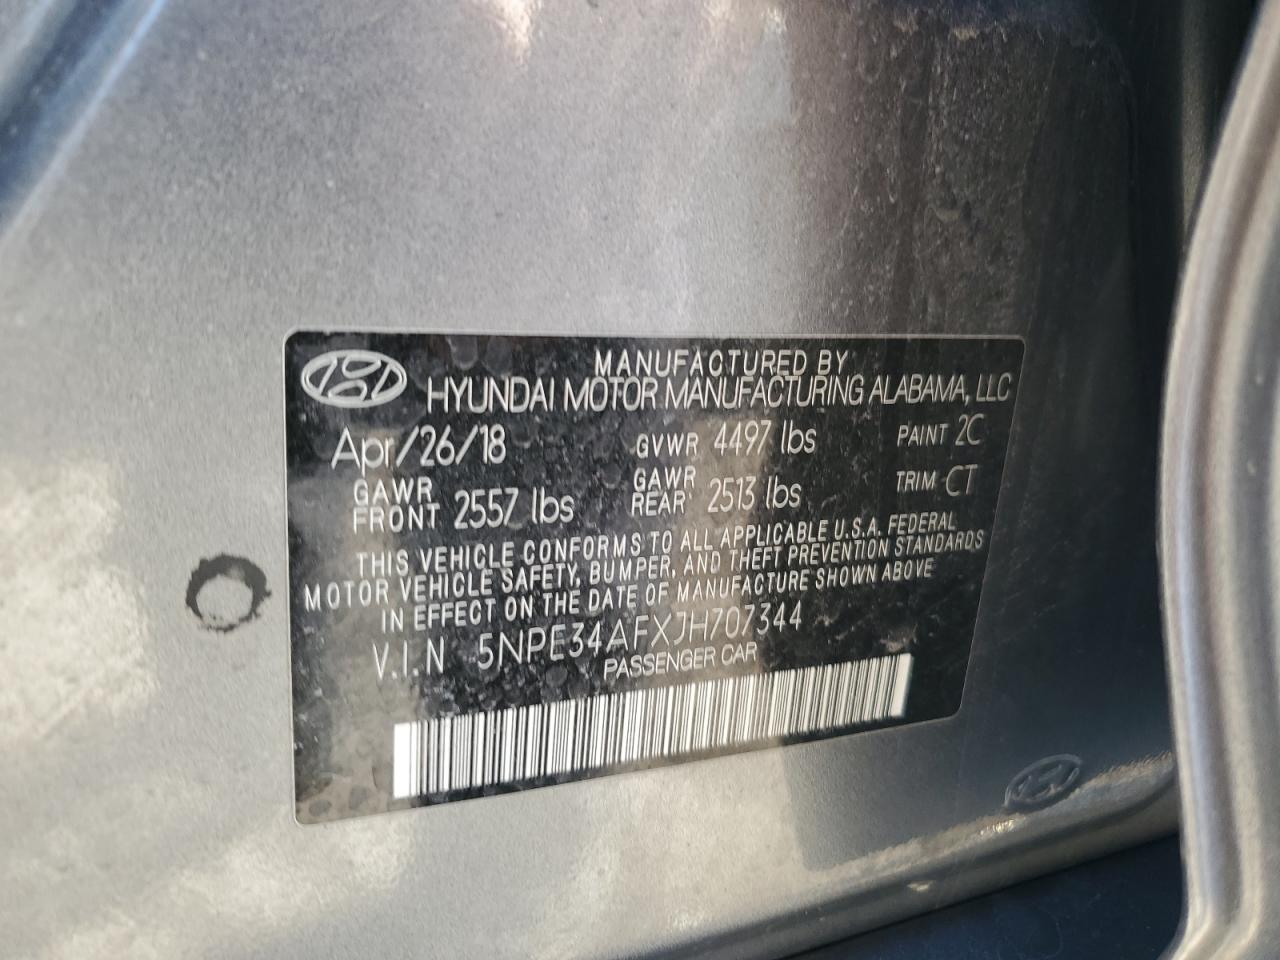 MANUFACTURED BY
HYUNDAI MOTOR MANUFACTURING ALABAMA, LLC
Apr/26/18 GVWR 4497 lbs PAINT 2C
GAWR FRONT 2557 lbs GAWR REAR 2513 lbs TRIM CT
THIS VEHICLE CONFORMS TO ALL APPLICABLE U.S.A. FEDERAL
MOTOR VEHICLE SAFETY, BUMPER, AND THEFT PREVENTION STANDARDS
IN EFFECT ON THE DATE OF MANUFACTURE SHOWN ABOVE
V.I.N 5NPE34AFXJH707344
PASSENGER CAR